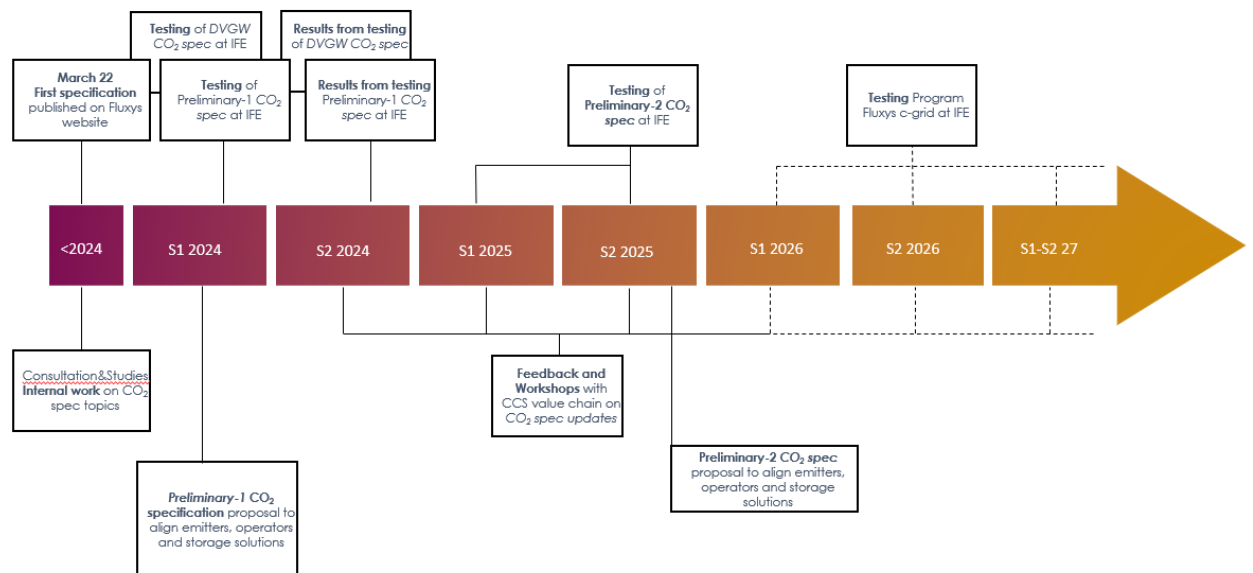 Testing of DVGW
CO₂ spec at IFE
Results from testing
of DVGW CO₂ spec
March 22
First specification
published on Fluxys
website
Testing of
Preliminary-1 CO₂
spec at IFE
Results from testing
Preliminary-1 CO₂
spec at IFE
Testing of
Preliminary-2 CO₂
spec at IFE
Testing Program
Fluxys c-grid at IFE
<2024
S1 2024
S2 2024
S1 2025
S2 2025
S1 2026
S2 2026
S1-S2 27
Consultation&Studies
Internal work on CO₂
spec topics
Feedback and
Workshops with
CCS value chain on
CO₂ spec updates
Preliminary-2 CO₂ spec
proposal to align emitters,
operators and storage
solutions
Preliminary-1 CO₂
specification proposal to
align emitters, operators
and storage solutions